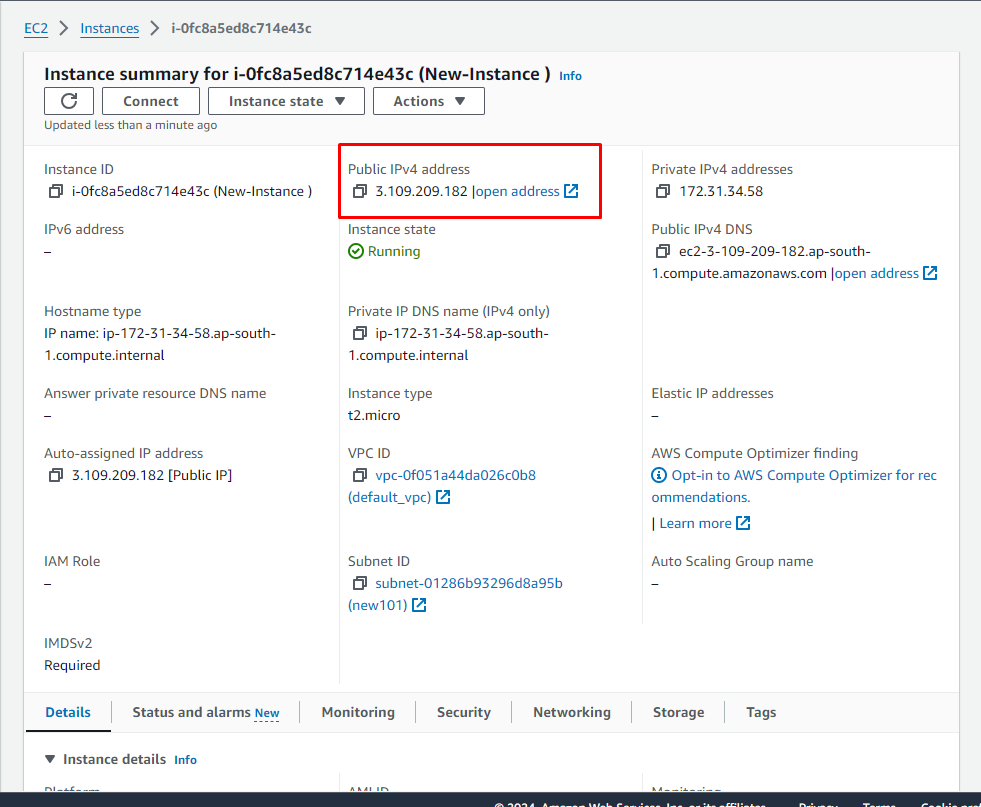 EC2 > Instances > i-0fc8a5ed8c714e43c
Instance summary for i-0fc8a5ed8c714e43c (New-Instance ) Info
Connect Instance state Actions
Updated less than a minute ago
Instance ID
i-0fc8a5ed8c714e43c (New-Instance )
Public IPv4 address
3.109.209.182 |open address
Private IPv4 addresses
172.31.34.58
IPv6 address
–
Instance state
Running
Public IPv4 DNS
ec2-3-109-209-182.ap-south-
1.compute.amazonaws.com |open address
Hostname type
IP name: ip-172-31-34-58.ap-south-
1.compute.internal
Private IP DNS name (IPv4 only)
ip-172-31-34-58.ap-south-
1.compute.internal
Answer private resource DNS name
–
Instance type
t2.micro
Elastic IP addresses
–
Auto-assigned IP address
3.109.209.182 [Public IP]
VPC ID
vpc-0f051a44da026c0b8
(default_vpc)
AWS Compute Optimizer finding
Opt-in to AWS Compute Optimizer for rec
ommendations.
| Learn more
IAM Role
–
Subnet ID
subnet-01286b93296d8a95b
(new101)
Auto Scaling Group name
–
IMDSv2
Required
Details Status and alarms New Monitoring Security Networking Storage Tags
Instance details Info
Platform AMI ID Monitoring
© 2024, Amazon Web Services, Inc. or its affiliates. Privacy Terms Cookie